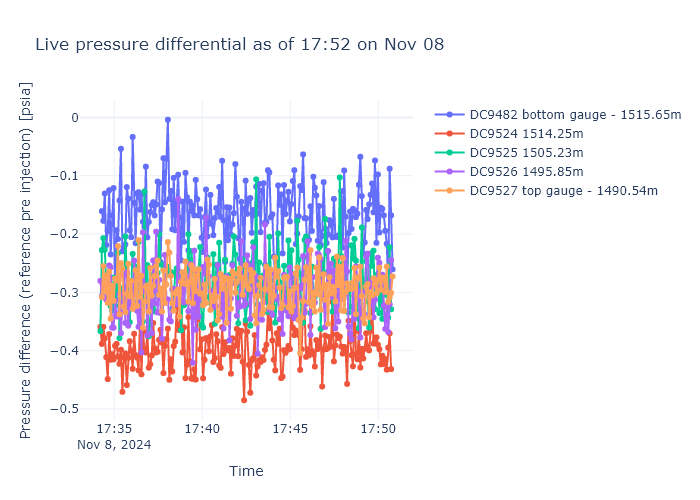 Live pressure differential as of 17:52 on Nov 08
Pressure difference (reference pre injection) [psia]
0
−0.1
−0.2
−0.3
−0.4
−0.5
17:35
17:40
17:45
17:50
Nov 8, 2024
Time
DC9482 bottom gauge - 1515.65m
DC9524 1514.25m
DC9525 1505.23m
DC9526 1495.85m
DC9527 top gauge - 1490.54m